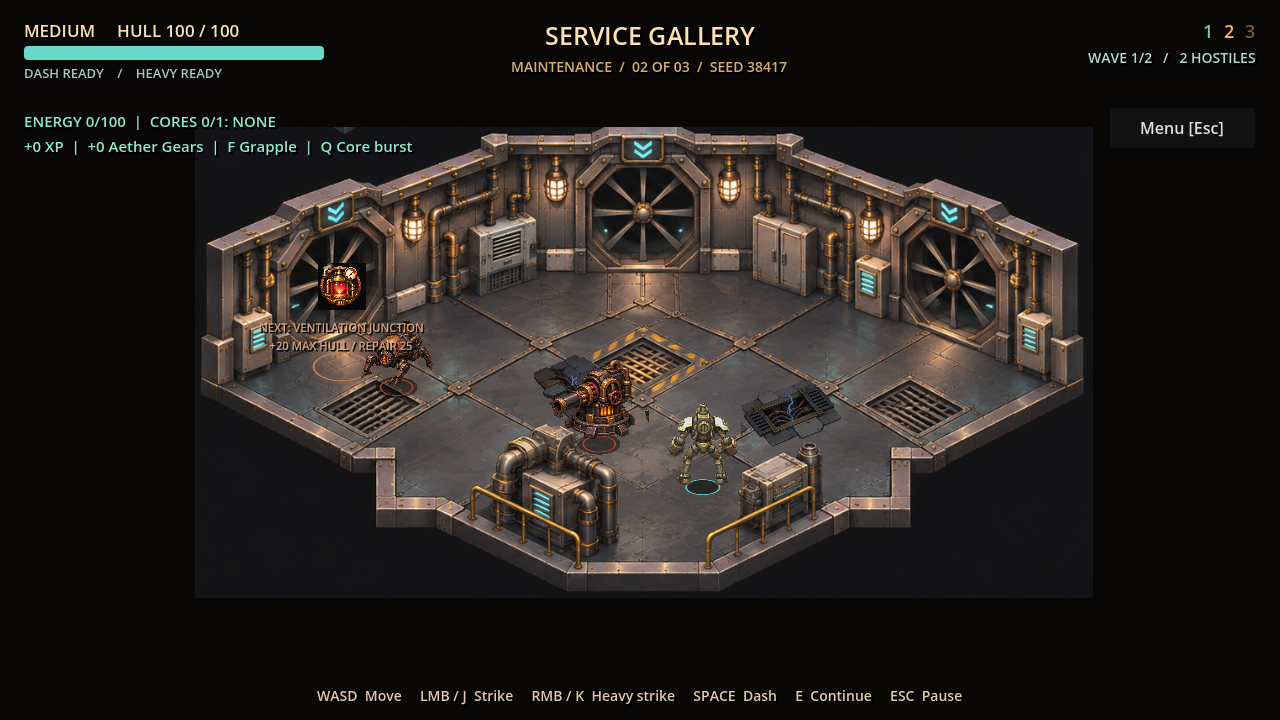 MEDIUM HULL 100 / 100
DASH READY / HEAVY READY
SERVICE GALLERY
MAINTENANCE / 02 OF 03 / SEED 38417
1 2 3
WAVE 1/2 / 2 HOSTILES
ENERGY 0/100 | CORES 0/1: NONE
+0 XP | +0 Aether Gears | F Grapple | Q Core burst
Menu [Esc]
NEXT: VENTILATION JUNCTION
+20 MAX HULL / REPAIR 25
WASD Move LMB / J Strike RMB / K Heavy strike SPACE Dash E Continue ESC Pause